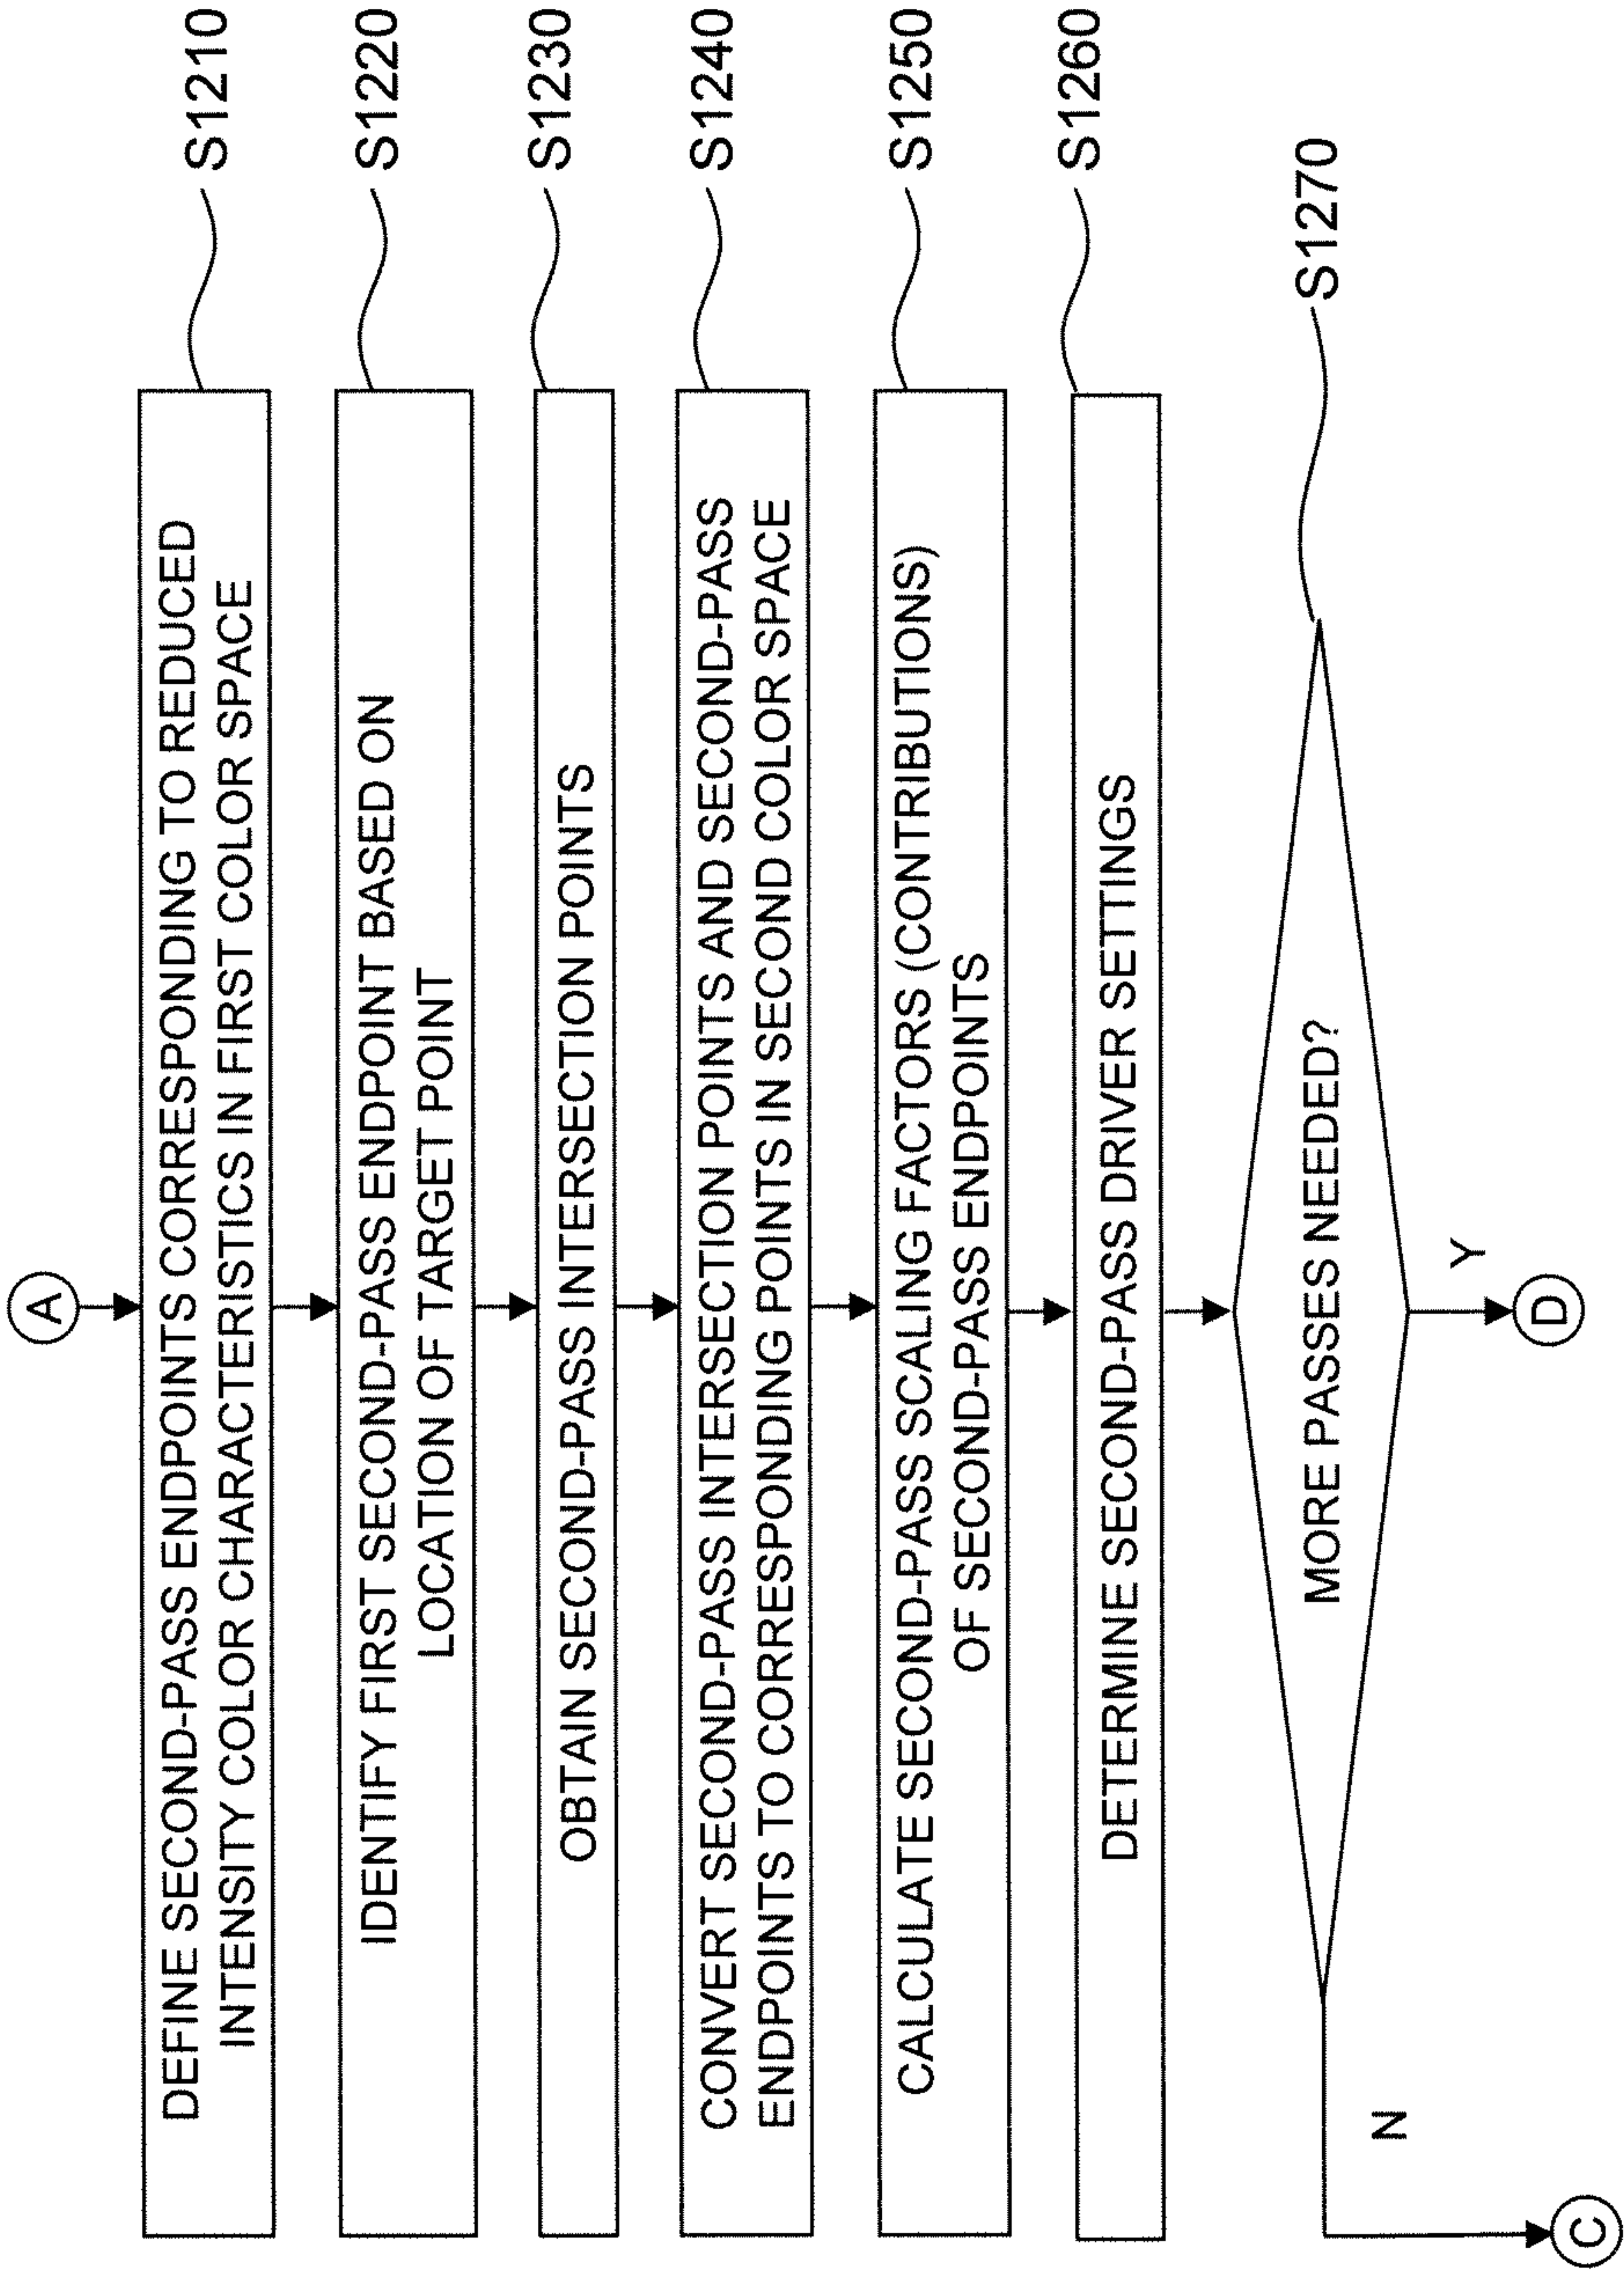 A
DEFINE SECOND-PASS ENDPOINTS CORRESPONDING TO REDUCED
INTENSITY COLOR CHARACTERISTICS IN FIRST COLOR SPACE
S1210
IDENTIFY FIRST SECOND-PASS ENDPOINT BASED ON
LOCATION OF TARGET POINT
S1220
OBTAIN SECOND-PASS INTERSECTION POINTS
S1230
CONVERT SECOND-PASS INTERSECTION POINTS AND SECOND-PASS
ENDPOINTS TO CORRESPONDING POINTS IN SECOND COLOR SPACE
S1240
CALCULATE SECOND-PASS SCALING FACTORS (CONTRIBUTIONS)
OF SECOND-PASS ENDPOINTS
S1250
DETERMINE SECOND-PASS DRIVER SETTINGS
S1260
MORE PASSES NEEDED?
S1270
N
Y
C
D